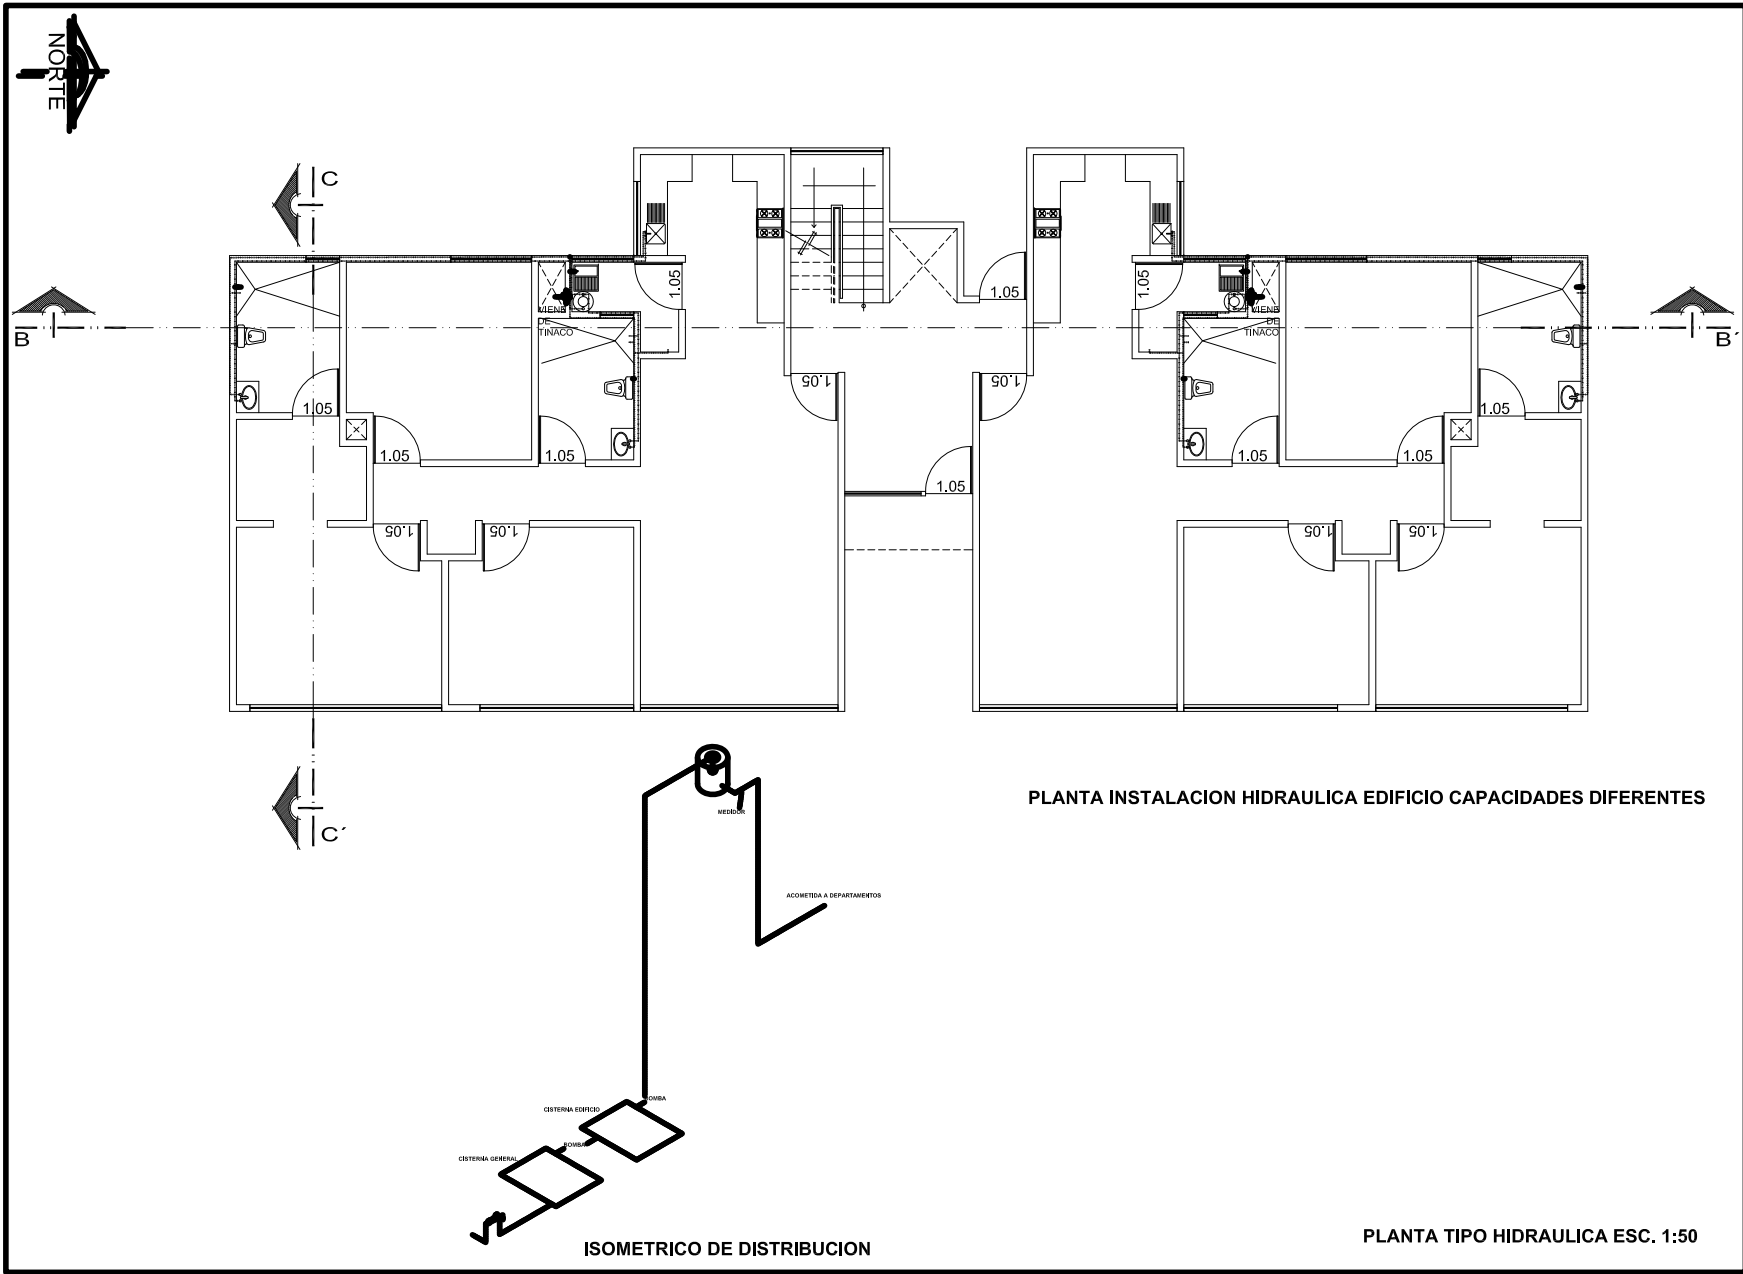 NORTE
C
1.05
1.05
1.05
VIENE
DE
TINACO
VIENE
DE
TINACO
B
B´
1.05
1.05
1.05
1.05
1.05
1.05
1.05
1.05
1.05
1.05
1.05
1.05
1.05
1.05
MEDIDOR
PLANTA INSTALACION HIDRAULICA EDIFICIO CAPACIDADES DIFERENTES
C´
ACOMETIDA A DEPARTAMENTOS
BOMBA
CISTERNA EDIFICIO
BOMBA
CISTERNA GENERAL
PLANTA TIPO HIDRAULICA ESC. 1:50
ISOMETRICO DE DISTRIBUCION